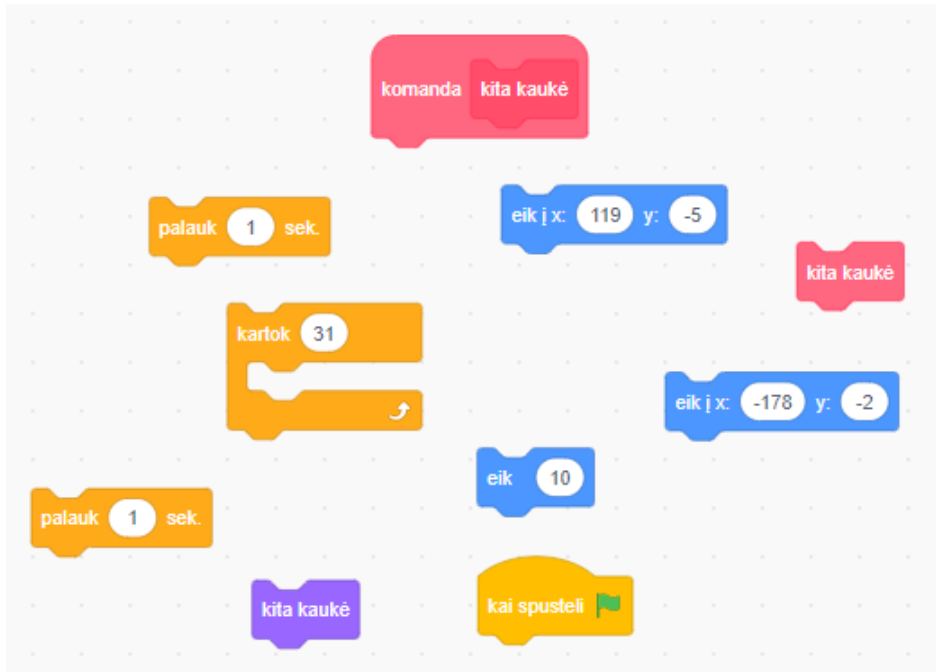 komanda kita kaukė
palauk 1 sek.
eik į x: 119 y: -5
kita kaukė
kartok 31
eik į x: -178 y: -2
eik 10
palauk 1 sek.
kita kaukė
kai spusteli